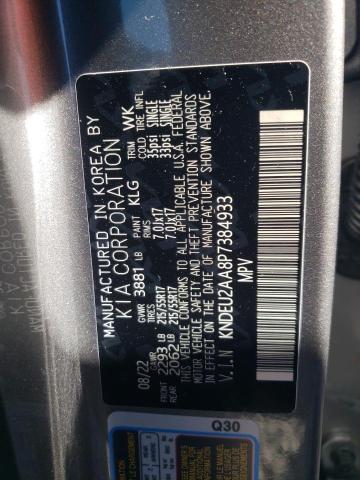 MANUFACTURED IN KOREA BY
KIA CORPORATION
08/22 GVWR 3881 LB PAINT KLG TRIM WK
GAWR TIRES RIMS COLD TIRE INFL
FRONT 2293 LB 215/55R17 7.0Jx17 33psi SINGLE
REAR 2062 LB 215/55R17 7.0Jx17 33psi SINGLE
THIS VEHICLE CONFORMS TO ALL APPLICABLE U.S.A. FEDERAL
MOTOR VEHICLE SAFETY AND THEFT PREVENTION STANDARDS
IN EFFECT ON THE DATE OF MANUFACTURE SHOWN ABOVE.
V.I.N KNDEU2AA8P7384933
MPV
Q30